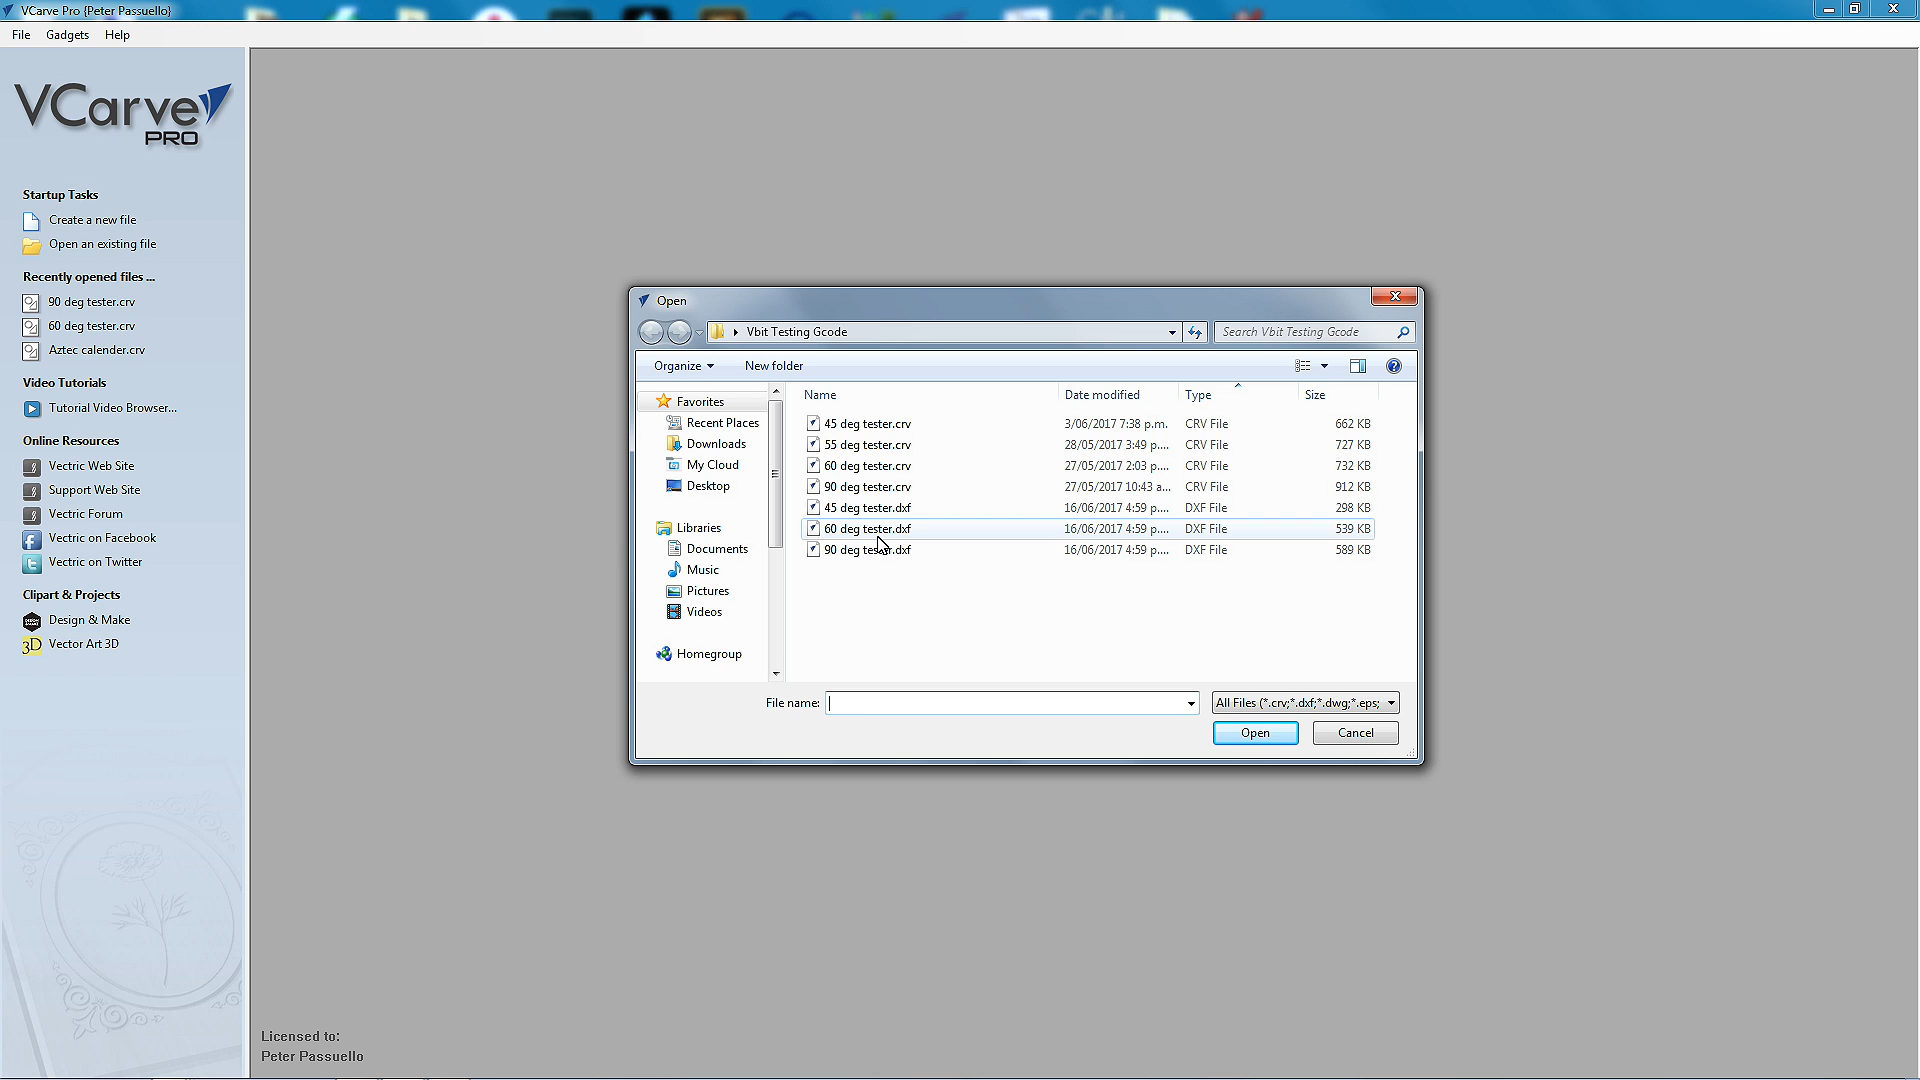 VCarve Pro {Peter Passuello}
File Gadgets Help
VCarve
PRO
Startup Tasks
Create a new file
Open an existing file
Recently opened files ...
90 deg tester.crv
60 deg tester.crv
Aztec calender.crv
Video Tutorials
Tutorial Video Browser...
Online Resources
Vectric Web Site
Support Web Site
Vectric Forum
Vectric on Facebook
Vectric on Twitter
Clipart & Projects
Design & Make
3D Vector Art 3D
Licensed to:
Peter Passuello
Open
Vbit Testing Gcode Search Vbit Testing Gcode
Organize New folder
Favorites
Recent Places
Downloads
My Cloud
Desktop
Libraries
Documents
Music
Pictures
Videos
Homegroup
Name Date modified Type Size
45 deg tester.crv 3/06/2017 7:38 p.m. CRV File 662 KB
55 deg tester.crv 28/05/2017 3:49 p.... CRV File 727 KB
60 deg tester.crv 27/05/2017 2:03 p.... CRV File 732 KB
90 deg tester.crv 27/05/2017 10:43 a... CRV File 912 KB
45 deg tester.dxf 16/06/2017 4:59 p.... DXF File 298 KB
60 deg tester.dxf 16/06/2017 4:59 p.... DXF File 539 KB
90 deg tester.dxf 16/06/2017 4:59 p.... DXF File 589 KB
File name: All Files (*.crv;*.dxf;*.dwg;*.eps;
Open Cancel